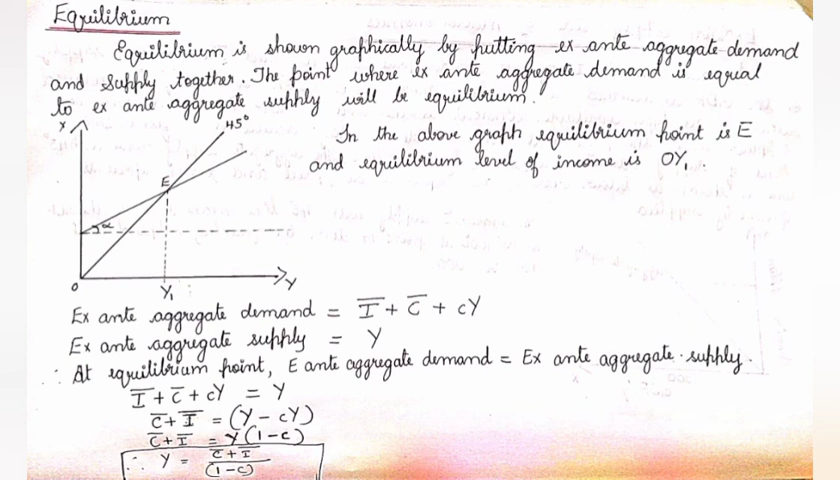 Equilibrium
Equilibrium is shown graphically by putting ex ante aggregate demand
and supply together. The point where ex ante aggregate demand is equal
to ex ante aggregate supply will be equilibrium.
X
45°
In the above graph, equilibrium point is E
and equilibrium level of income is OY₁.
E
α
O
Y₁
Y
Ex ante aggregate demand = I̅ + C̅ + cY
Ex ante aggregate supply = Y
∴ At equilibrium point, E ante aggregate demand = Ex ante aggregate supply.
I̅ + C̅ + cY = Y
C̅ + I̅ = (Y - cY)
C̅ + I̅ = Y(1-c)
∴ Y = C̅ + I̅ / (1-c)